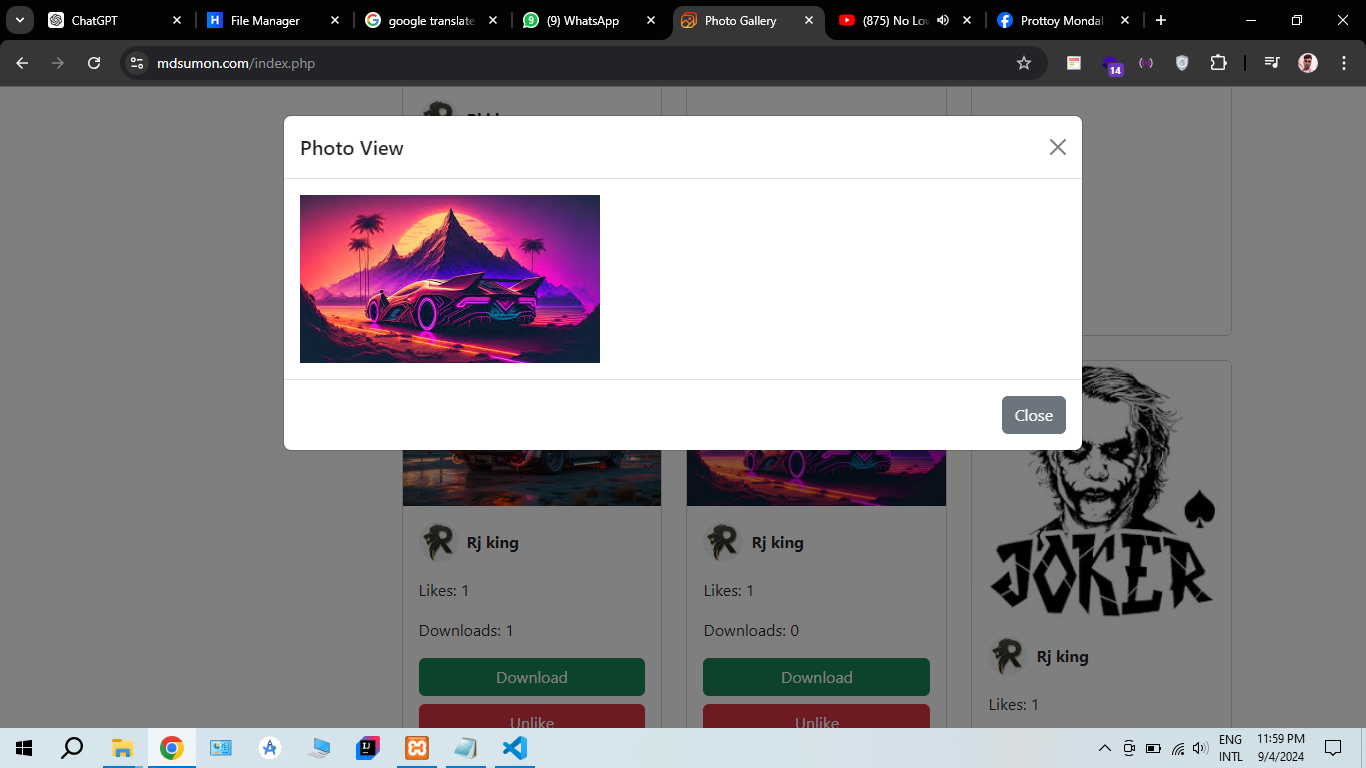 ChatGPT
File Manager
google translate
(9) WhatsApp
Photo Gallery
(875) No Lov
Prottoy Mondal
mdsumon.com/index.php
14
Photo View
Close
JOKER
Rj king
Rj king
Rj king
Likes: 1
Likes: 1
Likes: 1
Downloads: 1
Downloads: 0
Download
Download
Unlike
Unlike
ENG
INTL
11:59 PM
9/4/2024